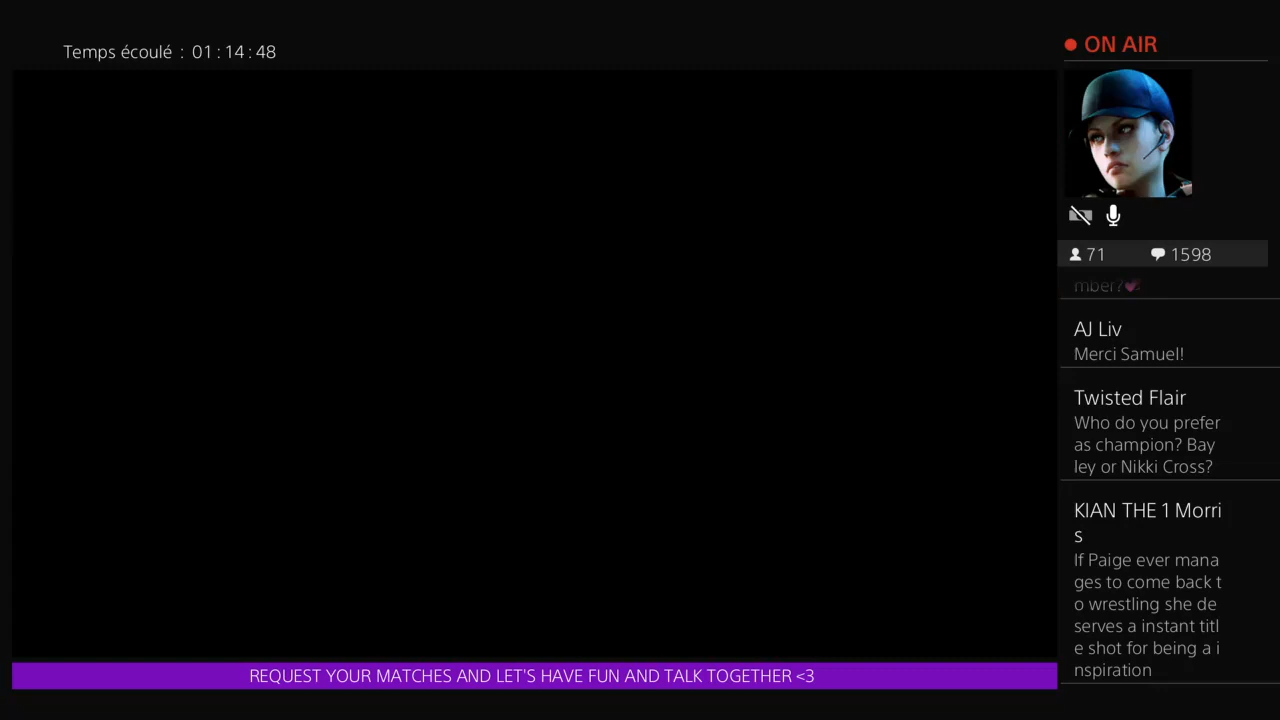 Temps écoulé : 01 : 14 : 48
ON AIR
71 1598
mber?
AJ Liv
Merci Samuel!
Twisted Flair
Who do you prefer
as champion? Bay
ley or Nikki Cross?
KIAN THE 1 Morri
s
If Paige ever mana
ges to come back t
o wrestling she de
serves a instant titl
e shot for being a i
nspiration
REQUEST YOUR MATCHES AND LET'S HAVE FUN AND TALK TOGETHER <3